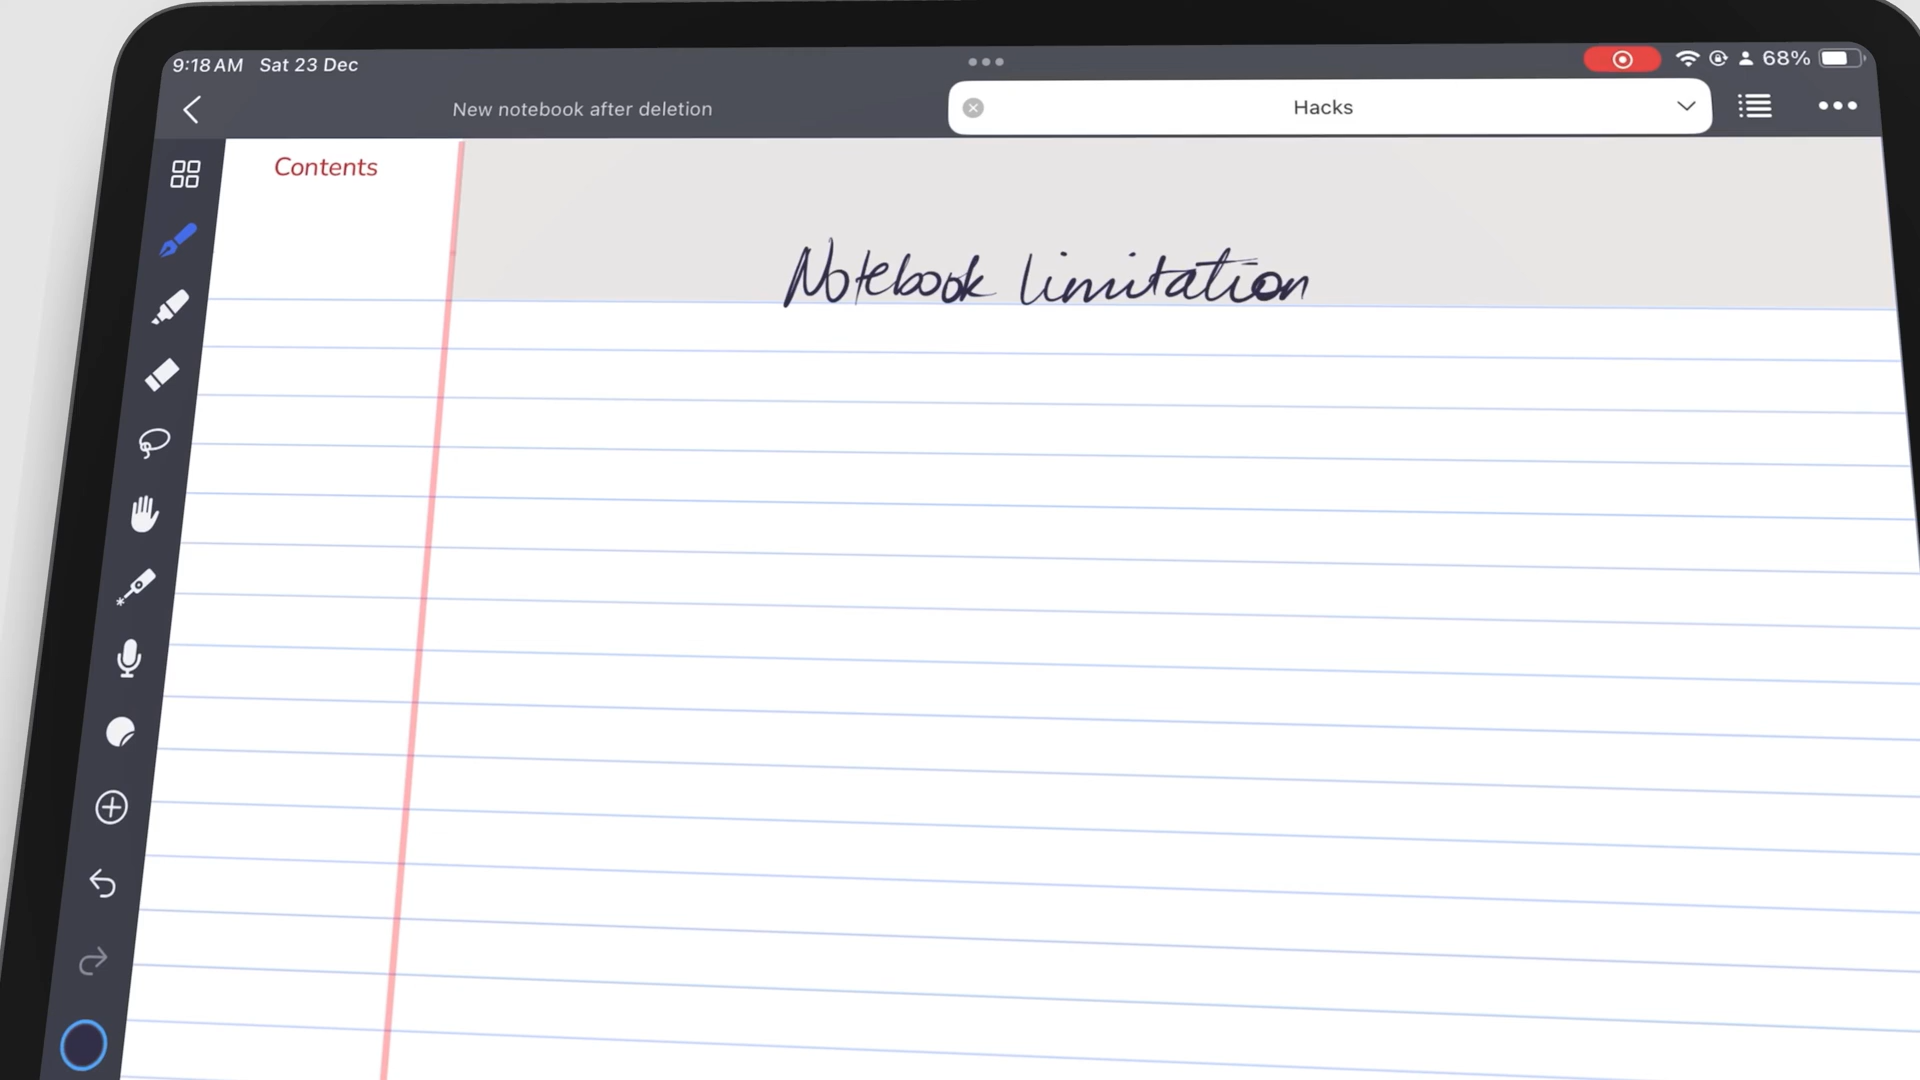 9:18 AM Sat 23 Dec
68%
New notebook after deletion
Hacks
Contents
Notebook limitation